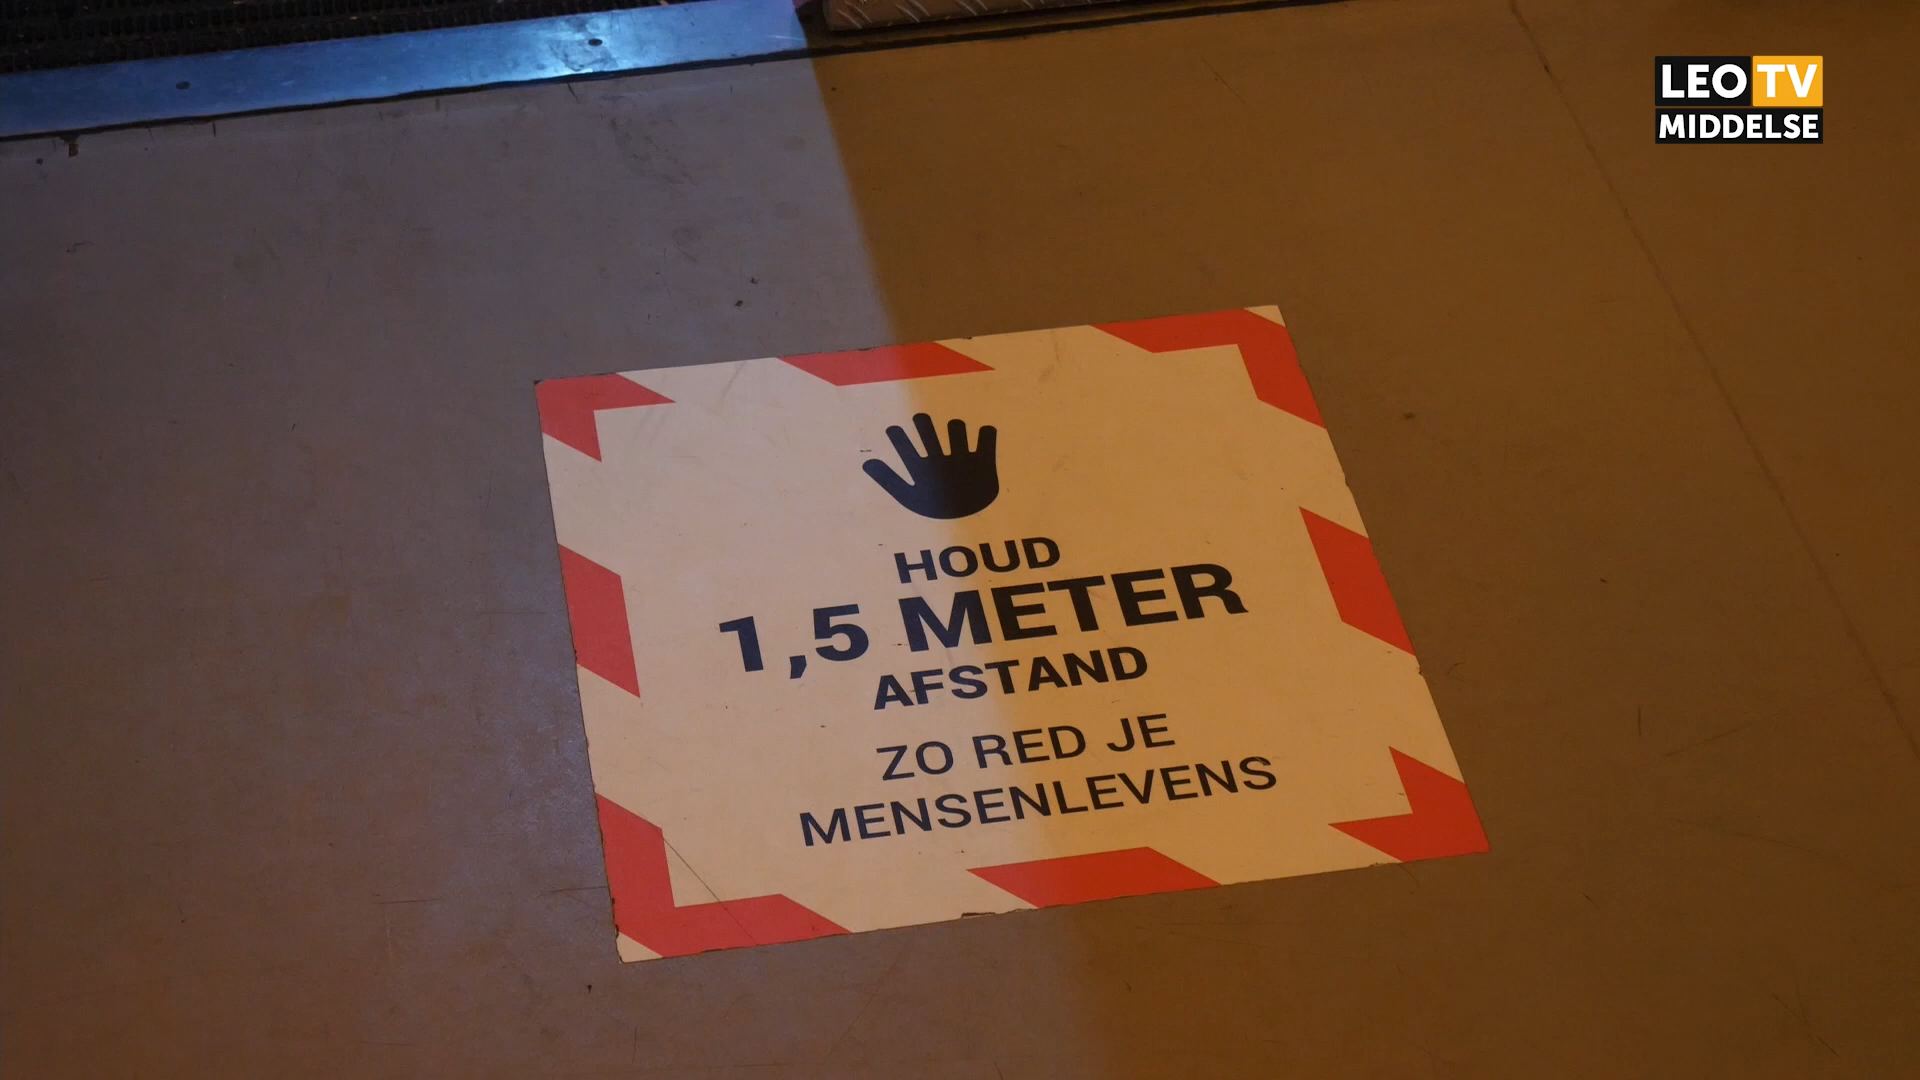 LEO TV
MIDDELSE
HOUD
1,5 METER
AFSTAND
ZO RED JE
MENSENLEVENS